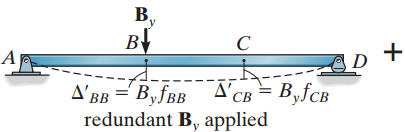 B_y
B C
A D +
Δ'_BB = B_y f_BB Δ'_CB = B_y f_CB
redundant B_y applied